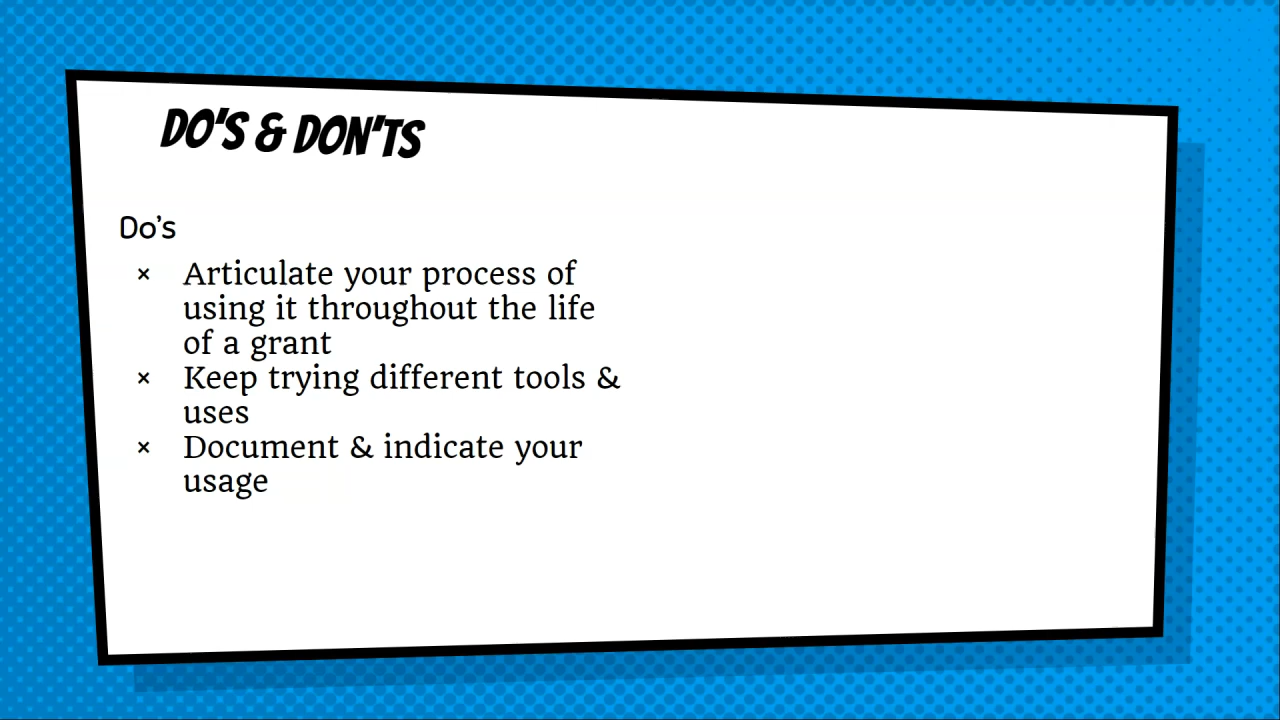 DO'S & DON'TS
Do's
× Articulate your process of
using it throughout the life
of a grant
× Keep trying different tools &
uses
× Document & indicate your
usage